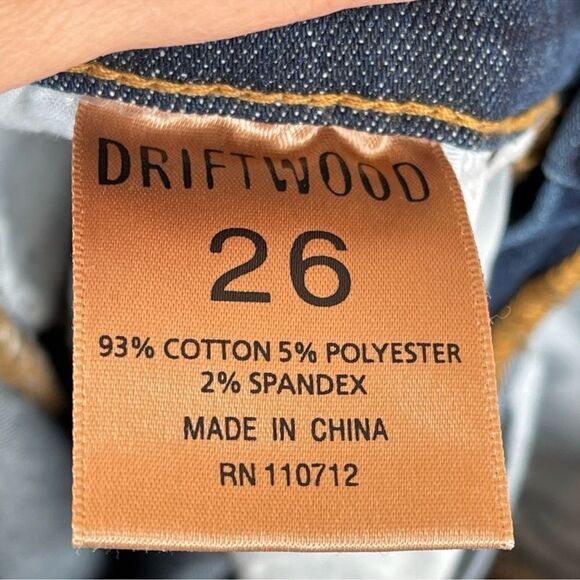 DRIFTWOOD
26
93% COTTON 5% POLYESTER
2% SPANDEX
MADE IN CHINA
RN 110712